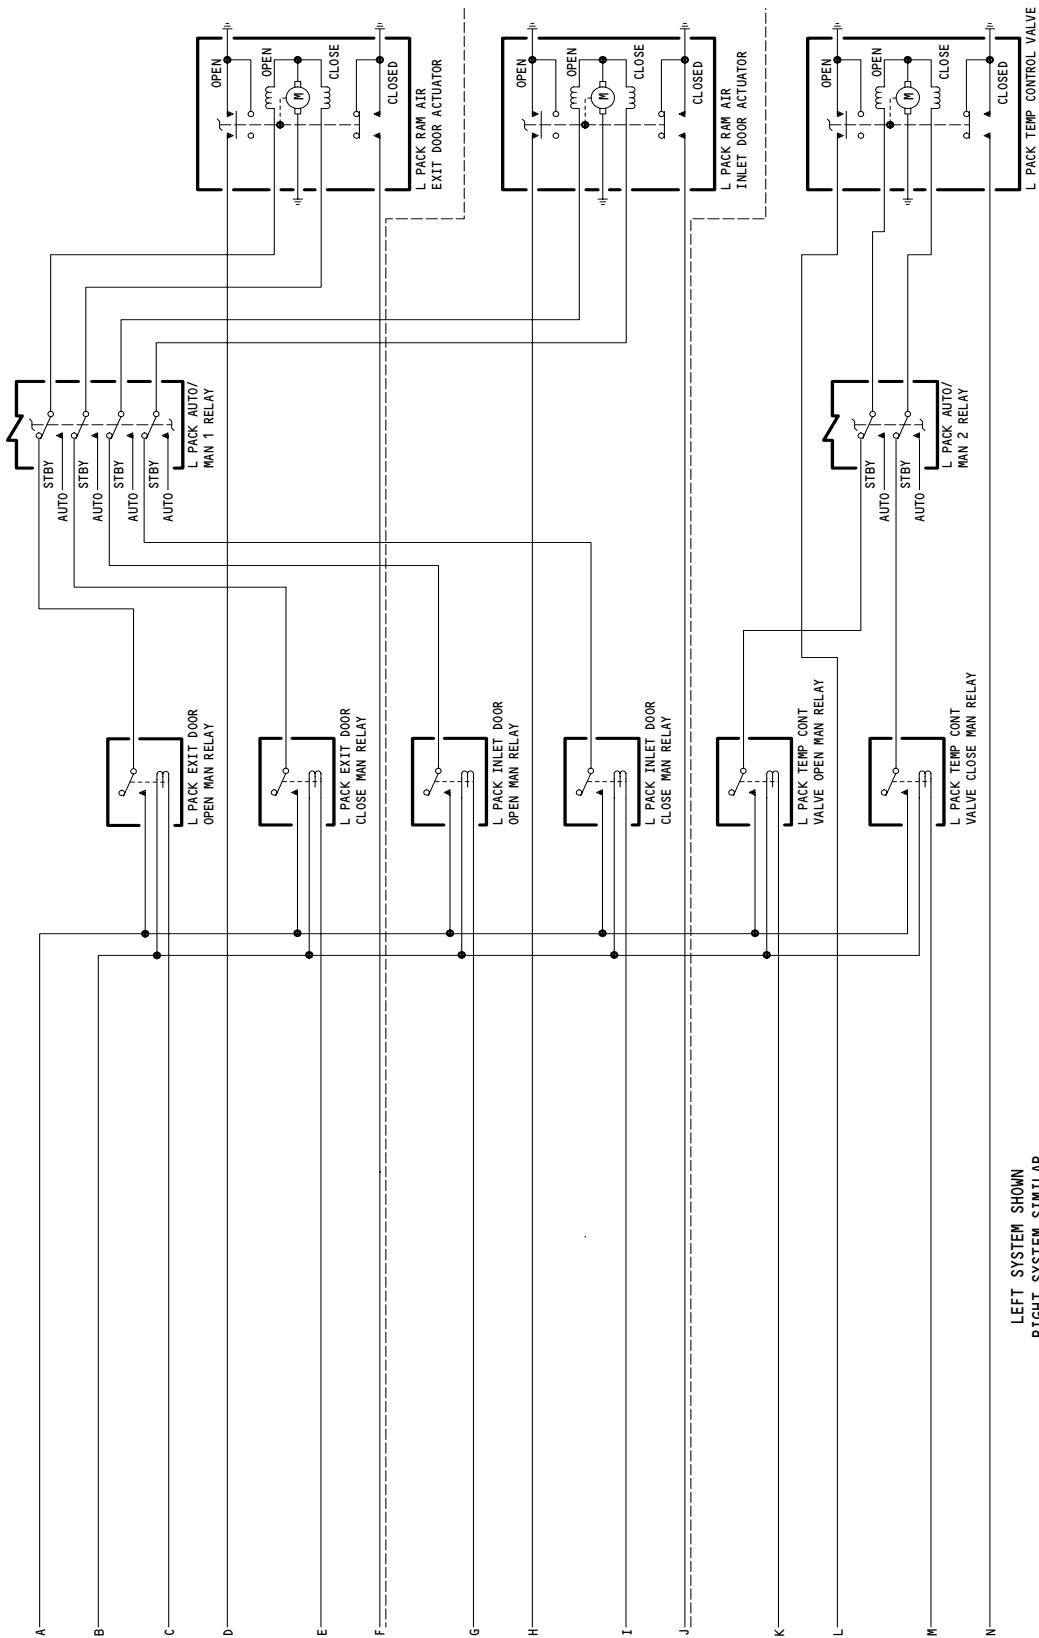 A
B
C
D
E
F
G
H
I
J
K
L
M
N
L PACK EXIT DOOR
OPEN MAN RELAY
L PACK EXIT DOOR
CLOSE MAN RELAY
L PACK INLET DOOR
OPEN MAN RELAY
L PACK INLET DOOR
CLOSE MAN RELAY
L PACK TEMP CONT
VALVE OPEN MAN RELAY
L PACK TEMP CONT
VALVE CLOSE MAN RELAY
STBY
AUTO
STBY
AUTO
STBY
AUTO
STBY
AUTO
L PACK AUTO/
MAN 1 RELAY
STBY
AUTO
STBY
AUTO
L PACK AUTO/
MAN 2 RELAY
OPEN
OPEN
M
CLOSE
CLOSED
L PACK RAM AIR
EXIT DOOR ACTUATOR
OPEN
OPEN
M
CLOSE
CLOSED
L PACK RAM AIR
INLET DOOR ACTUATOR
OPEN
OPEN
M
CLOSE
CLOSED
L PACK TEMP CONTROL VALVE
LEFT SYSTEM SHOWN
RIGHT SYSTEM SIMILAR